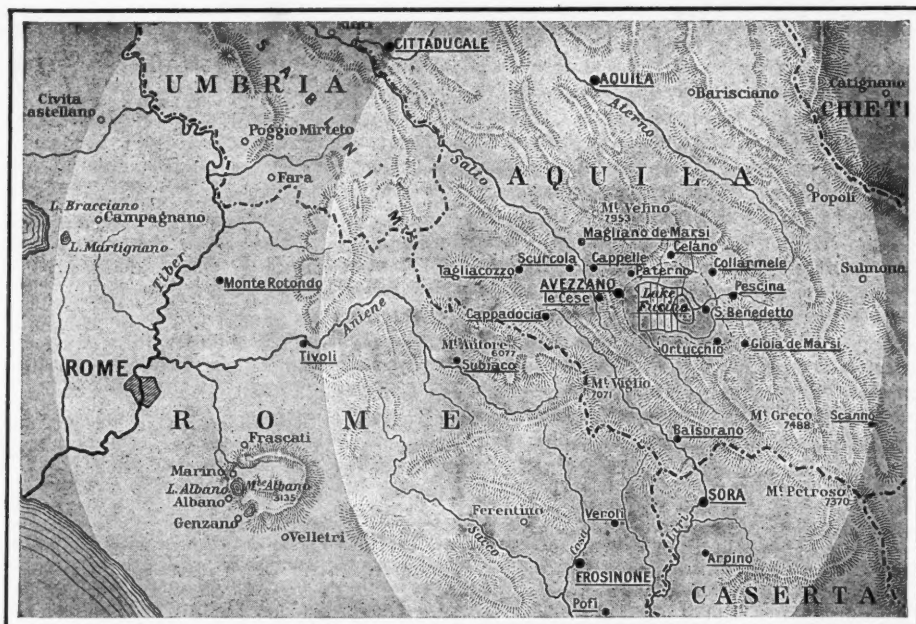 CITTADUCALE
UMBRIA
SABINI
AQUILA
Barisciano
Catignano
CHIETI
Civita
Castellano
Poggio Mirteto
Fara
Salto
Aterno
AQUILA
Popoli
L. Bracciano
Campagnano
L. Martignano
Mt. Velino
7953
Magliano de Marsi
Celano
Tiber
Tagliacozzo
Scurcola
Cappelle
Paterno
Collarmele
Sulmona
Monte Rotondo
AVEZZANO
le Cese
Lake
Fucino
Pescina
S. Benedetto
Cappadocia
Aniene
Tivoli
Mt. Autore
6077
Subiaco
Ortucchio
Gioia de Marsi
ROME
Mt. Viglio
7071
Mt. Greco
7488
Scanno
ROME
Frascati
Balsorano
Marino
L. Albano
Mte Albano
3135
Albano
Genzano
Velletri
SORA
Mt. Petroso
7370
Ferentino
Veroli
Liri
Sacco
Cosa
Arpino
FROSINONE
CASERTA
Pofi